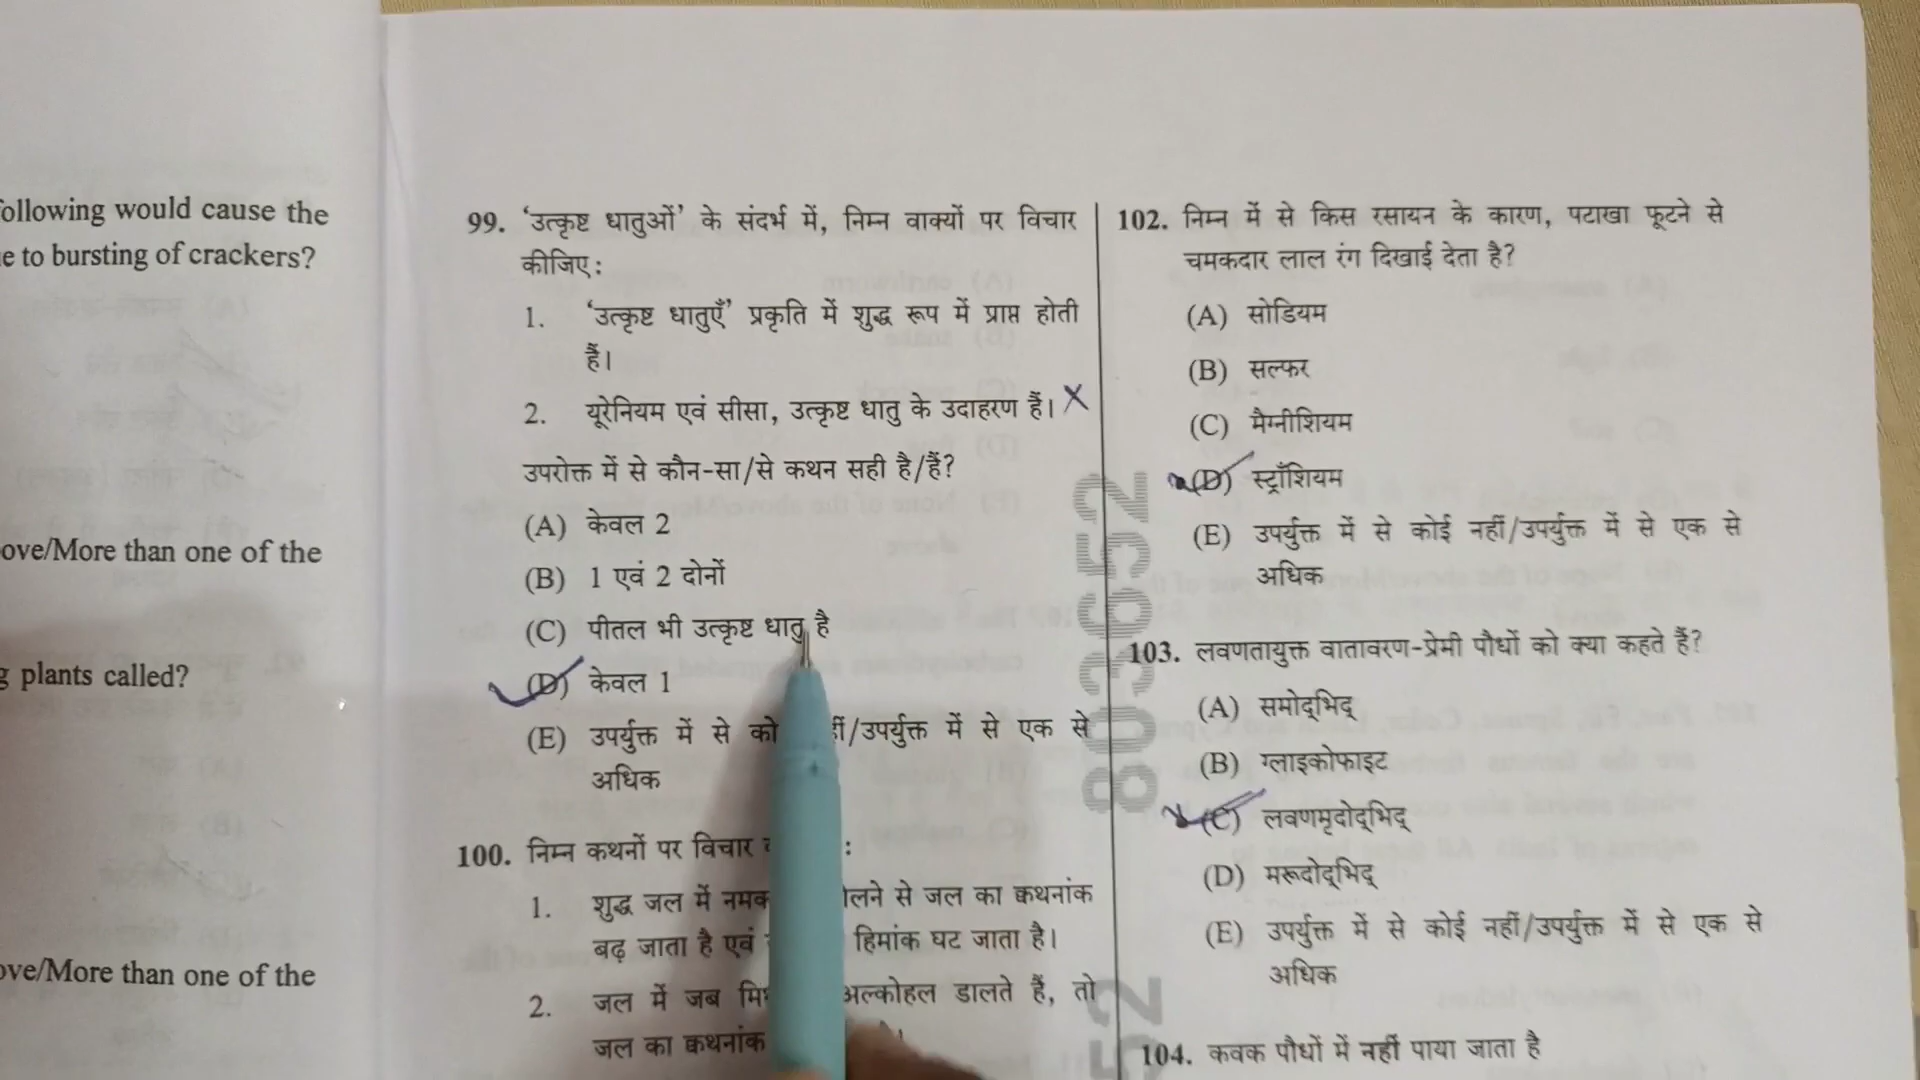 following would cause the
e to bursting of crackers?
ove/More than one of the
g plants called?
ove/More than one of the
99. ‘उत्कृष्ट धातुओं’ के संदर्भ में, निम्न वाक्यों पर विचार
कीजिए :
1. ‘उत्कृष्ट धातुएँ’ प्रकृति में शुद्ध रूप में प्राप्त होती
हैं।
2. यूरेनियम एवं सीसा, उत्कृष्ट धातु के उदाहरण हैं। X
उपरोक्त में से कौन-सा/से कथन सही है/हैं?
(A) केवल 2
(B) 1 एवं 2 दोनों
(C) पीतल भी उत्कृष्ट धातु है
(D) केवल 1
(E) उपर्युक्त में से /उपर्युक्त में से एक से
अधिक
100. निम्न कथनों पर विचार :
1. शुद्ध जल में से जल का क्वथनांक
बढ़ जाता है एवं हिमांक घट जाता है।
2. जल में जब अल्कोहल डालते हैं, तो
जल का क्वथनांक
102. निम्न में से किस रसायन के कारण, पटाखा फूटने से
चमकदार लाल रंग दिखाई देता है?
(A) सोडियम
(B) सल्फर
(C) मैग्नीशियम
(D) स्ट्रॉंशियम
(E) उपर्युक्त में से कोई नहीं/उपर्युक्त में से एक से
अधिक
103. लवणतायुक्त वातावरण-प्रेमी पौधों को क्या कहते हैं?
(A) समोद्भिद्
(B) ग्लाइकोफाइट
(C) लवणमृदोद्भिद्
(D) मरूदोद्भिद्
(E) उपर्युक्त में से कोई नहीं/उपर्युक्त में से एक से
अधिक
104. कवक पौधों में नहीं पाया जाता है